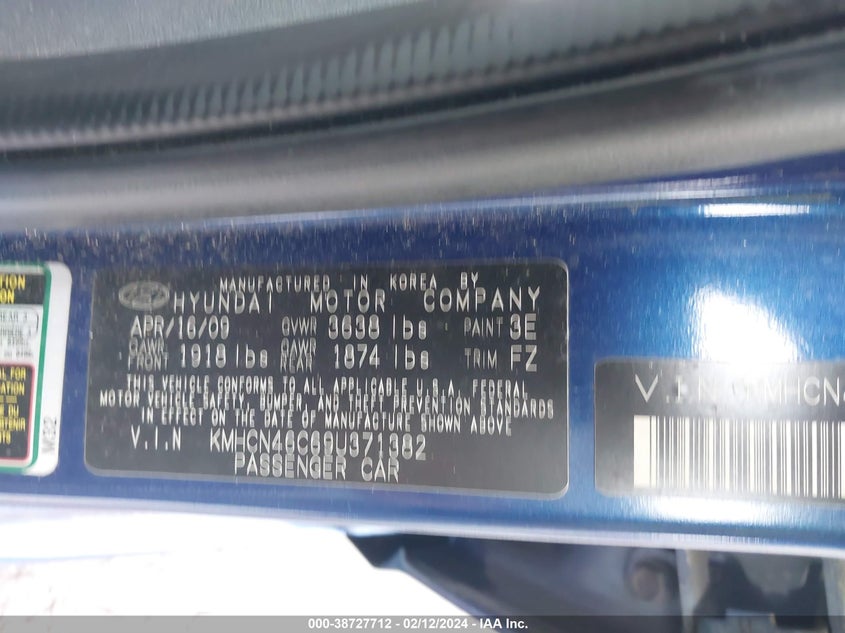 MANUFACTURED IN KOREA BY
HYUNDAI MOTOR COMPANY
APR/16/09 GVWR 3638 lbs PAINT 3E
GAWR FRONT 1918 lbs GAWR REAR 1874 lbs TRIM FZ
THIS VEHICLE CONFORMS TO ALL APPLICABLE U.S.A. FEDERAL
MOTOR VEHICLE SAFETY, BUMPER, AND THEFT PREVENTION STANDARDS
IN EFFECT ON THE DATE OF MANUFACTURE SHOWN ABOVE
V.I.N KMHCN46C69U371382
PASSENGER CAR
V.I.N KMHCN4
M32
000-38727712 - 02/12/2024 - IAA, Inc.